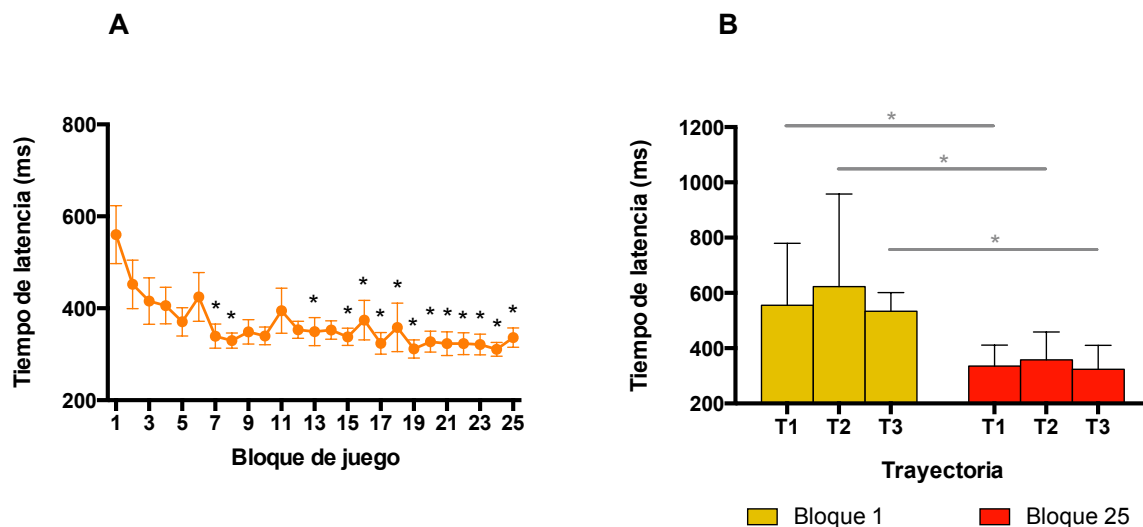 A
Tiempo de latencia (ms)
800
600
400
200
* * * * * * * * * * * * * *
1 3 5 7 9 11 13 15 17 19 21 23 25
Bloque de juego
B
Tiempo de latencia (ms)
1200
1000
800
600
400
200
*
*
*
T1 T2 T3 T1 T2 T3
Trayectoria
Bloque 1 Bloque 25